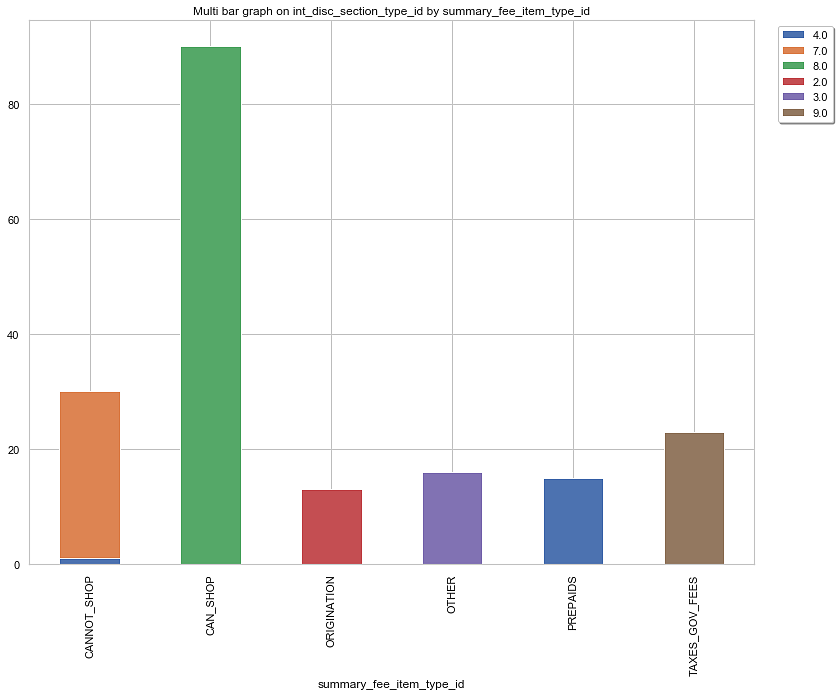 Multi bar graph on int_disc_section_type_id by summary_fee_item_type_id
4.0
7.0
8.0
2.0
3.0
9.0
80
60
40
20
0
CANNOT_SHOP
CAN_SHOP
ORIGINATION
OTHER
PREPAIDS
TAXES_GOV_FEES
summary_fee_item_type_id